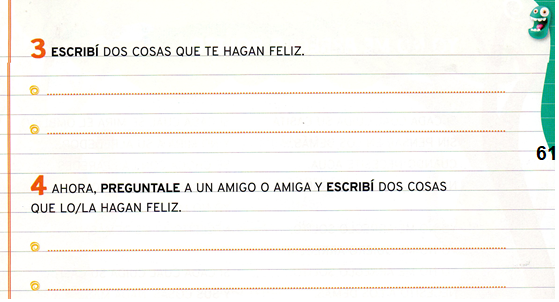 3 ESCRIBÍ DOS COSAS QUE TE HAGAN FELIZ.
61
4 AHORA, PREGUNTALE A UN AMIGO O AMIGA Y ESCRIBÍ DOS COSAS
QUE LO/LA HAGAN FELIZ.